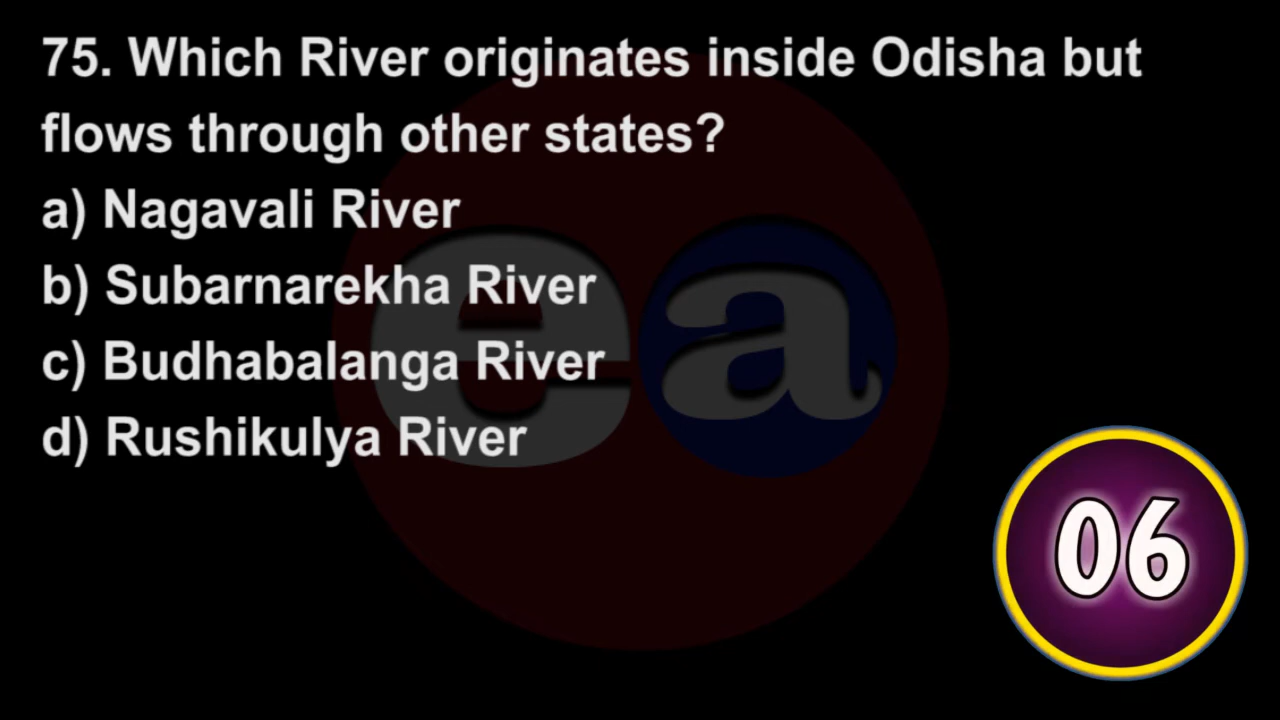 75. Which River originates inside Odisha but
flows through other states?
a) Nagavali River
b) Subarnarekha River
c) Budhabalanga River
d) Rushikulya River
ea
06